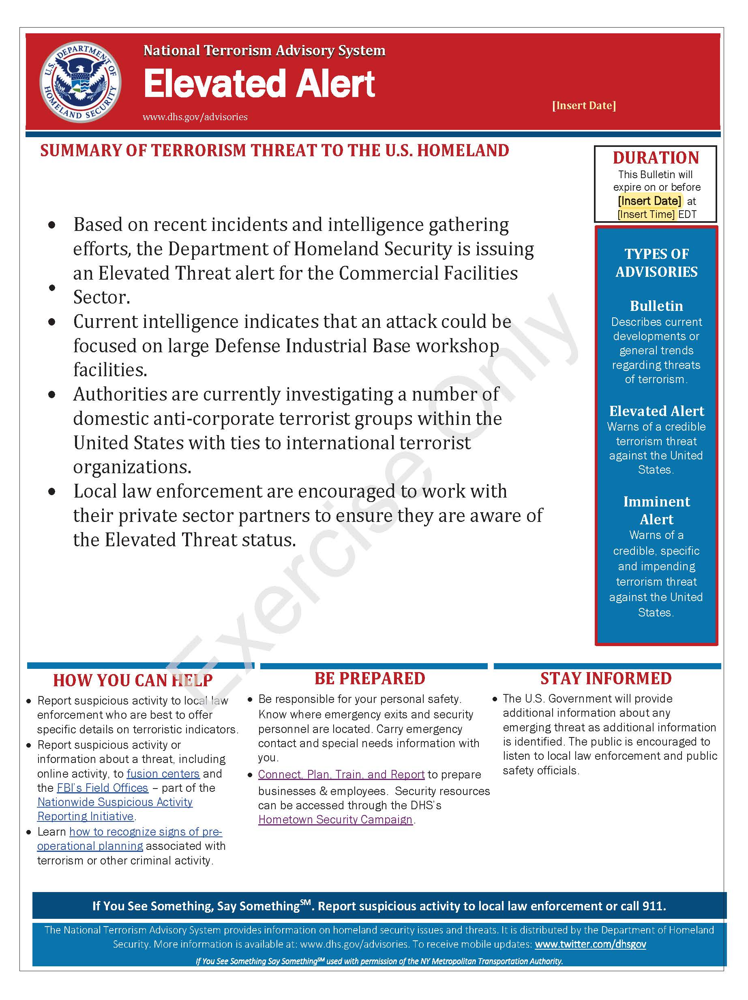 U.S. DEPARTMENT OF HOMELAND SECURITY
National Terrorism Advisory System
Elevated Alert
www.dhs.gov/advisories
[Insert Date]
SUMMARY OF TERRORISM THREAT TO THE U.S. HOMELAND
• Based on recent incidents and intelligence gathering
efforts, the Department of Homeland Security is issuing
an Elevated Threat alert for the Commercial Facilities
• Sector.
• Current intelligence indicates that an attack could be
focused on large Defense Industrial Base workshop
facilities.
• Authorities are currently investigating a number of
domestic anti-corporate terrorist groups within the
United States with ties to international terrorist
organizations.
• Local law enforcement are encouraged to work with
their private sector partners to ensure they are aware of
the Elevated Threat status.
Exercise Only
DURATION
This Bulletin will
expire on or before
[Insert Date] at
[Insert Time] EDT
TYPES OF
ADVISORIES
Bulletin
Describes current
developments or
general trends
regarding threats
of terrorism.
Elevated Alert
Warns of a credible
terrorism threat
against the United
States.
Imminent
Alert
Warns of a
credible, specific
and impending
terrorism threat
against the United
States.
HOW YOU CAN HELP
• Report suspicious activity to local law
enforcement who are best to offer
specific details on terroristic indicators.
• Report suspicious activity or
information about a threat, including
online activity, to fusion centers and
the FBI's Field Offices – part of the
Nationwide Suspicious Activity
Reporting Initiative.
• Learn how to recognize signs of pre-
operational planning associated with
terrorism or other criminal activity.
BE PREPARED
• Be responsible for your personal safety.
Know where emergency exits and security
personnel are located. Carry emergency
contact and special needs information with
you.
• Connect, Plan, Train, and Report to prepare
businesses & employees. Security resources
can be accessed through the DHS's
Hometown Security Campaign.
STAY INFORMED
• The U.S. Government will provide
additional information about any
emerging threat as additional information
is identified. The public is encouraged to
listen to local law enforcement and public
safety officials.
If You See Something, Say Something℠. Report suspicious activity to local law enforcement or call 911.
The National Terrorism Advisory System provides information on homeland security issues and threats. It is distributed by the Department of Homeland
Security. More information is available at: www.dhs.gov/advisories. To receive mobile updates: www.twitter.com/dhsgov
If You See Something Say Something℠ used with permission of the NY Metropolitan Transportation Authority.